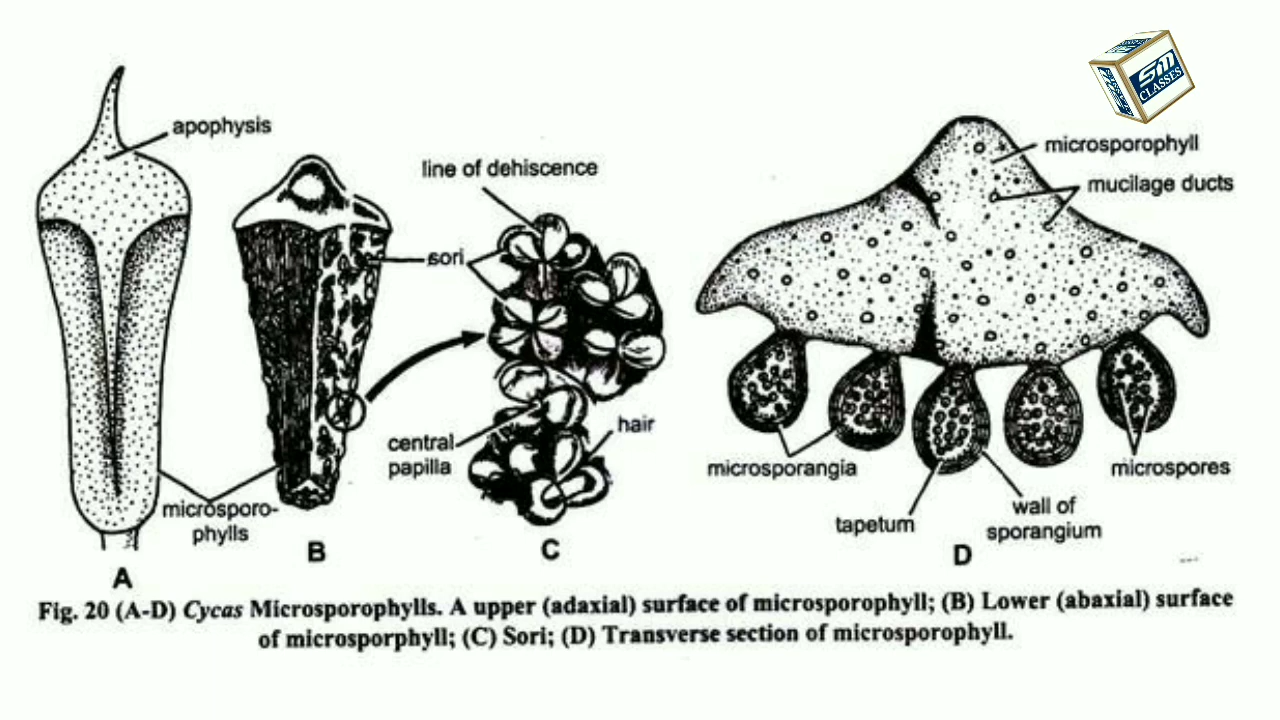 SM
CLASSES
apophysis
line of dehiscence
microsporophyll
mucilage ducts
sori
central
papilla
hair
microsporo-
phylls
microsporangia
microspores
tapetum
wall of
sporangium
A
B
C
D
Fig. 20 (A-D) Cycas Microsporophylls. A upper (adaxial) surface of microsporophyll; (B) Lower (abaxial) surface
of microsporphyll; (C) Sori; (D) Transverse section of microsporophyll.